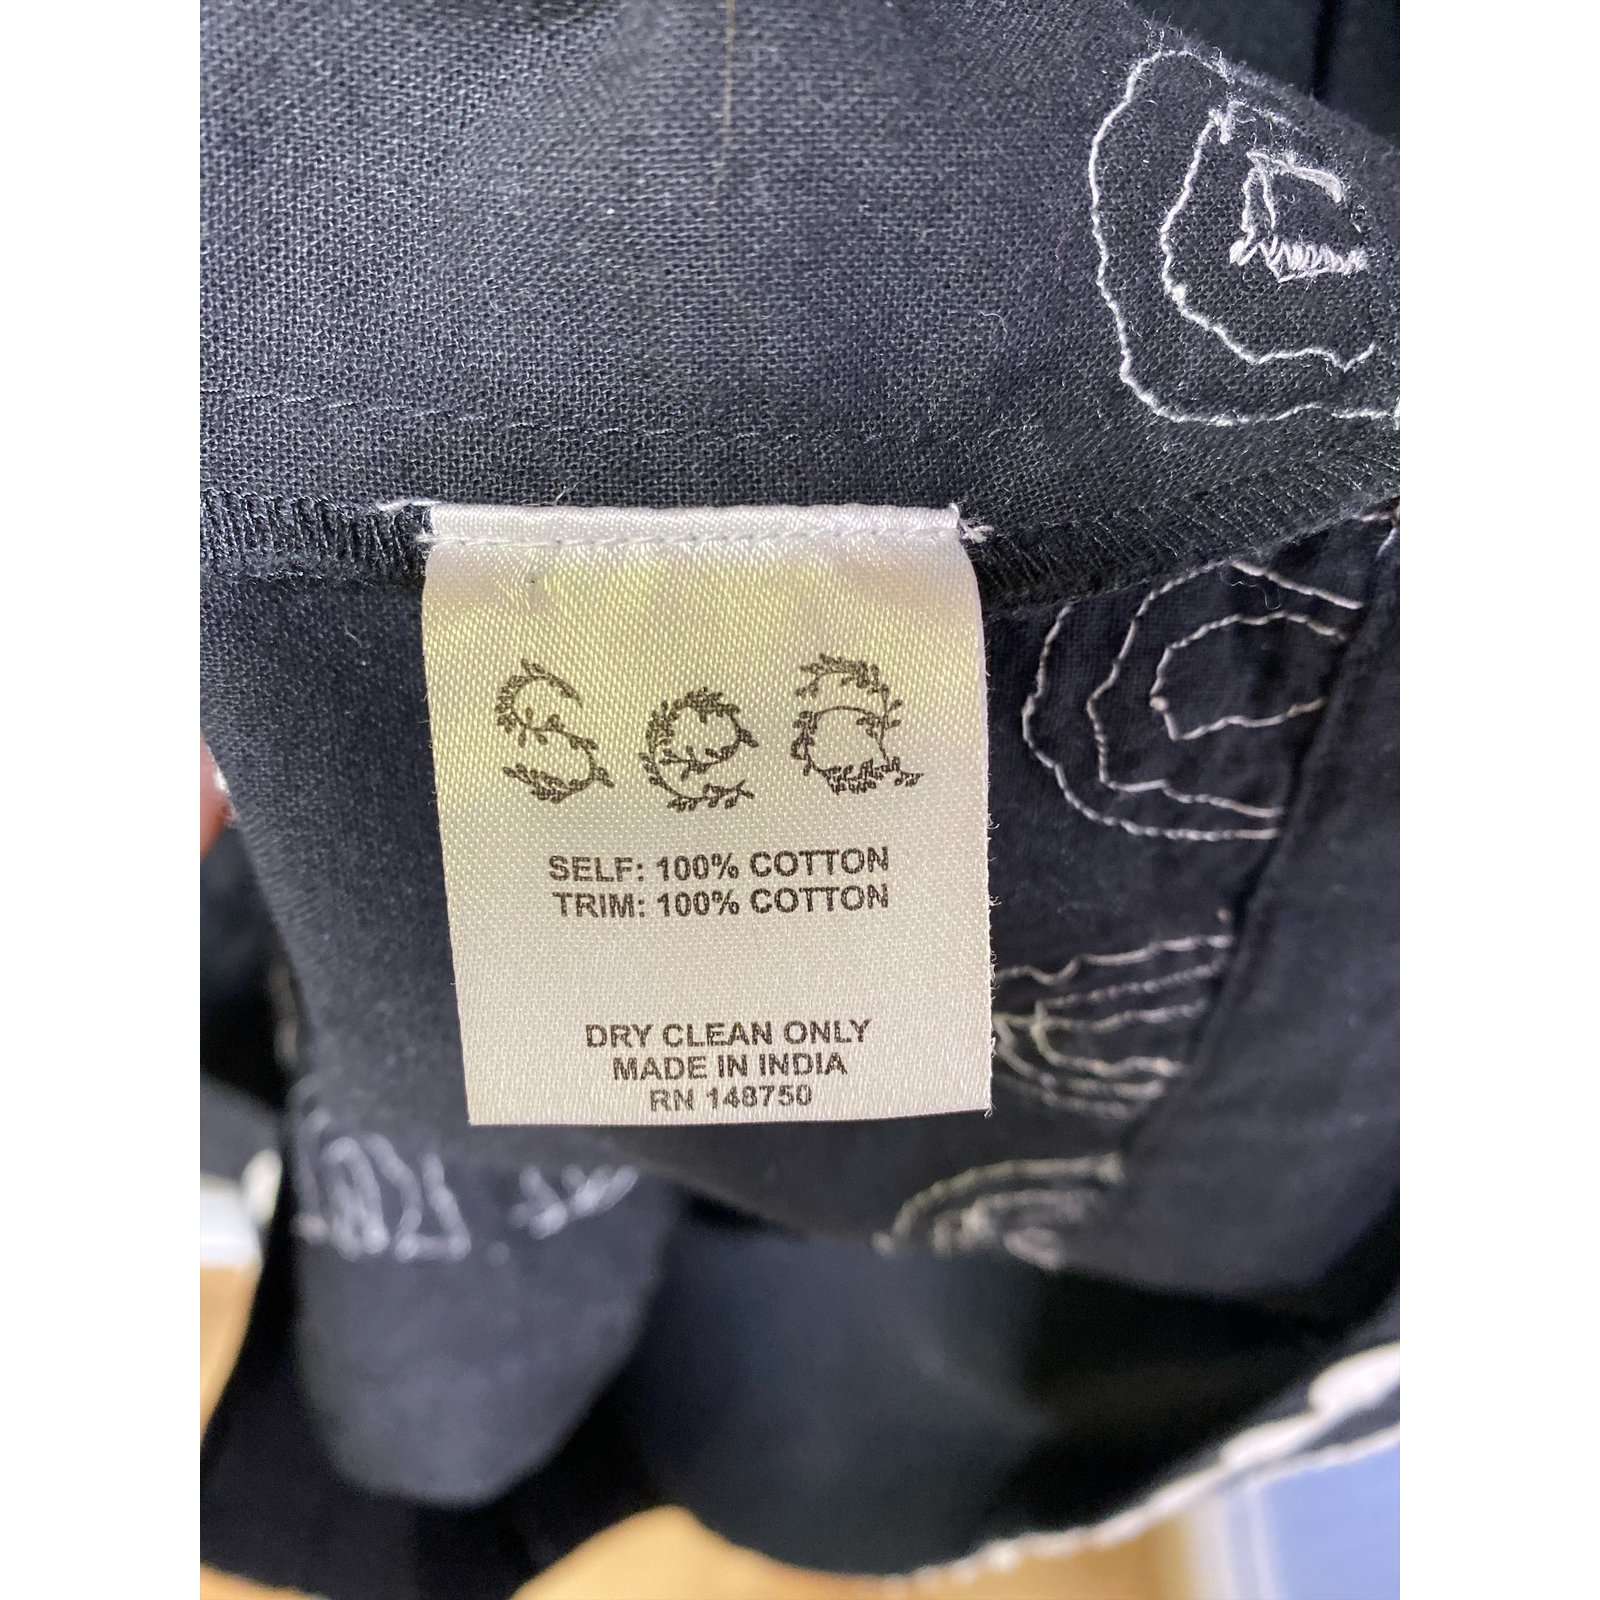 Sea
SELF: 100% COTTON
TRIM: 100% COTTON
DRY CLEAN ONLY
MADE IN INDIA
RN 148750